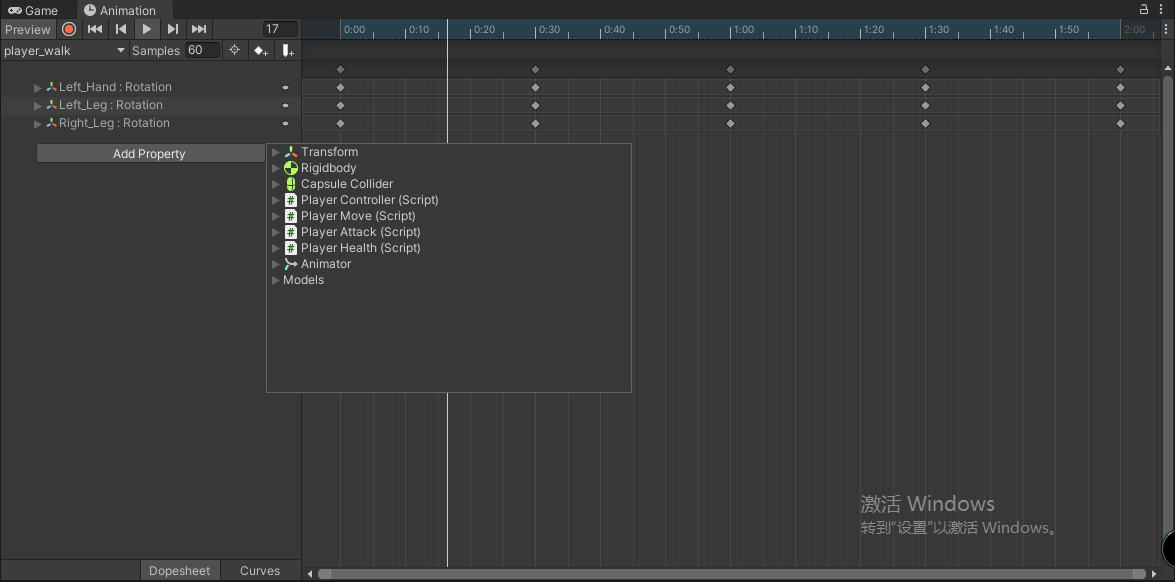 Game
Animation
Preview
17
0:00
0:10
0:20
0:30
0:40
0:50
1:00
1:10
1:20
1:30
1:40
1:50
2:00
player_walk
Samples
60
Left_Hand : Rotation
Left_Leg : Rotation
Right_Leg : Rotation
Add Property
Transform
Rigidbody
Capsule Collider
Player Controller (Script)
Player Move (Script)
Player Attack (Script)
Player Health (Script)
Animator
Models
激活 Windows
转到“设置”以激活 Windows。
Dopesheet
Curves